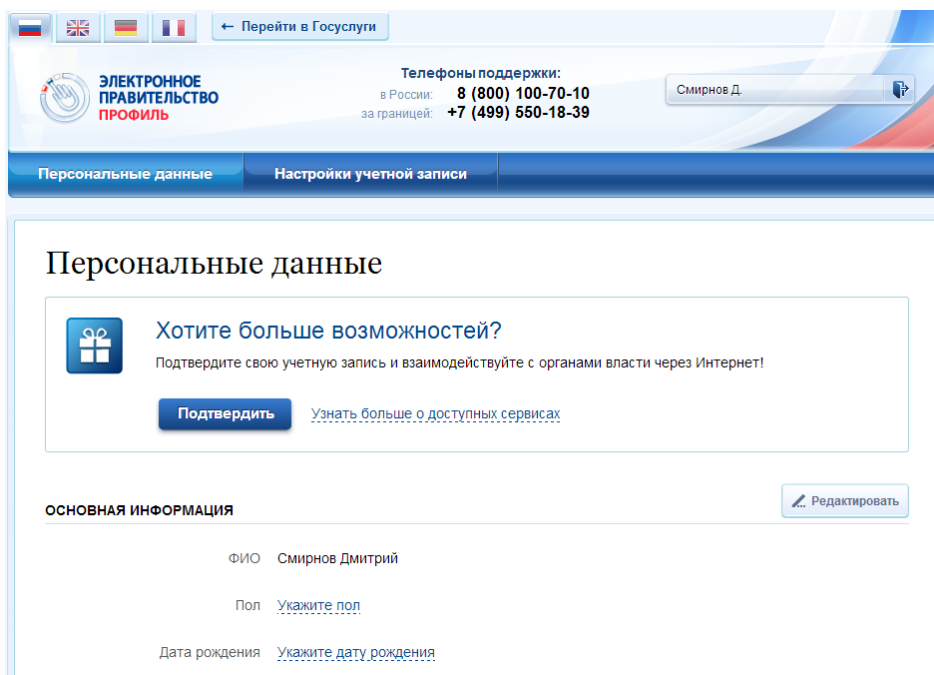 ← Перейти в Госуслуги
ЭЛЕКТРОННОЕ
ПРАВИТЕЛЬСТВО
ПРОФИЛЬ
Телефоны поддержки:
в России: 8 (800) 100-70-10
за границей: +7 (499) 550-18-39
Смирнов Д.
Персональные данные Настройки учетной записи
Персональные данные
Хотите больше возможностей?
Подтвердите свою учетную запись и взаимодействуйте с органами власти через Интернет!
Подтвердить Узнать больше о доступных сервисах
ОСНОВНАЯ ИНФОРМАЦИЯ Редактировать
ФИО Смирнов Дмитрий
Пол Укажите пол
Дата рождения Укажите дату рождения